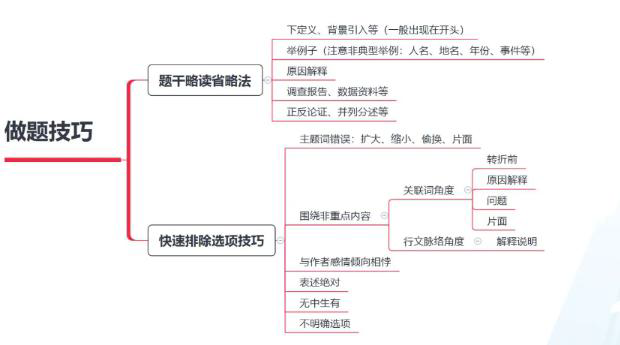 做题技巧
题干略读省略法
下定义、背景引入等（一般出现在开头）
举例子（注意非典型举例：人名、地名、年份、事件等）
原因解释
调查报告、数据资料等
正反论证、并列分述等
快速排除选项技巧
主题词错误：扩大、缩小、偷换、片面
围绕非重点内容
关联词角度
转折前
原因解释
问题
片面
行文脉络角度
解释说明
与作者感情倾向相悖
表述绝对
无中生有
不明确选项